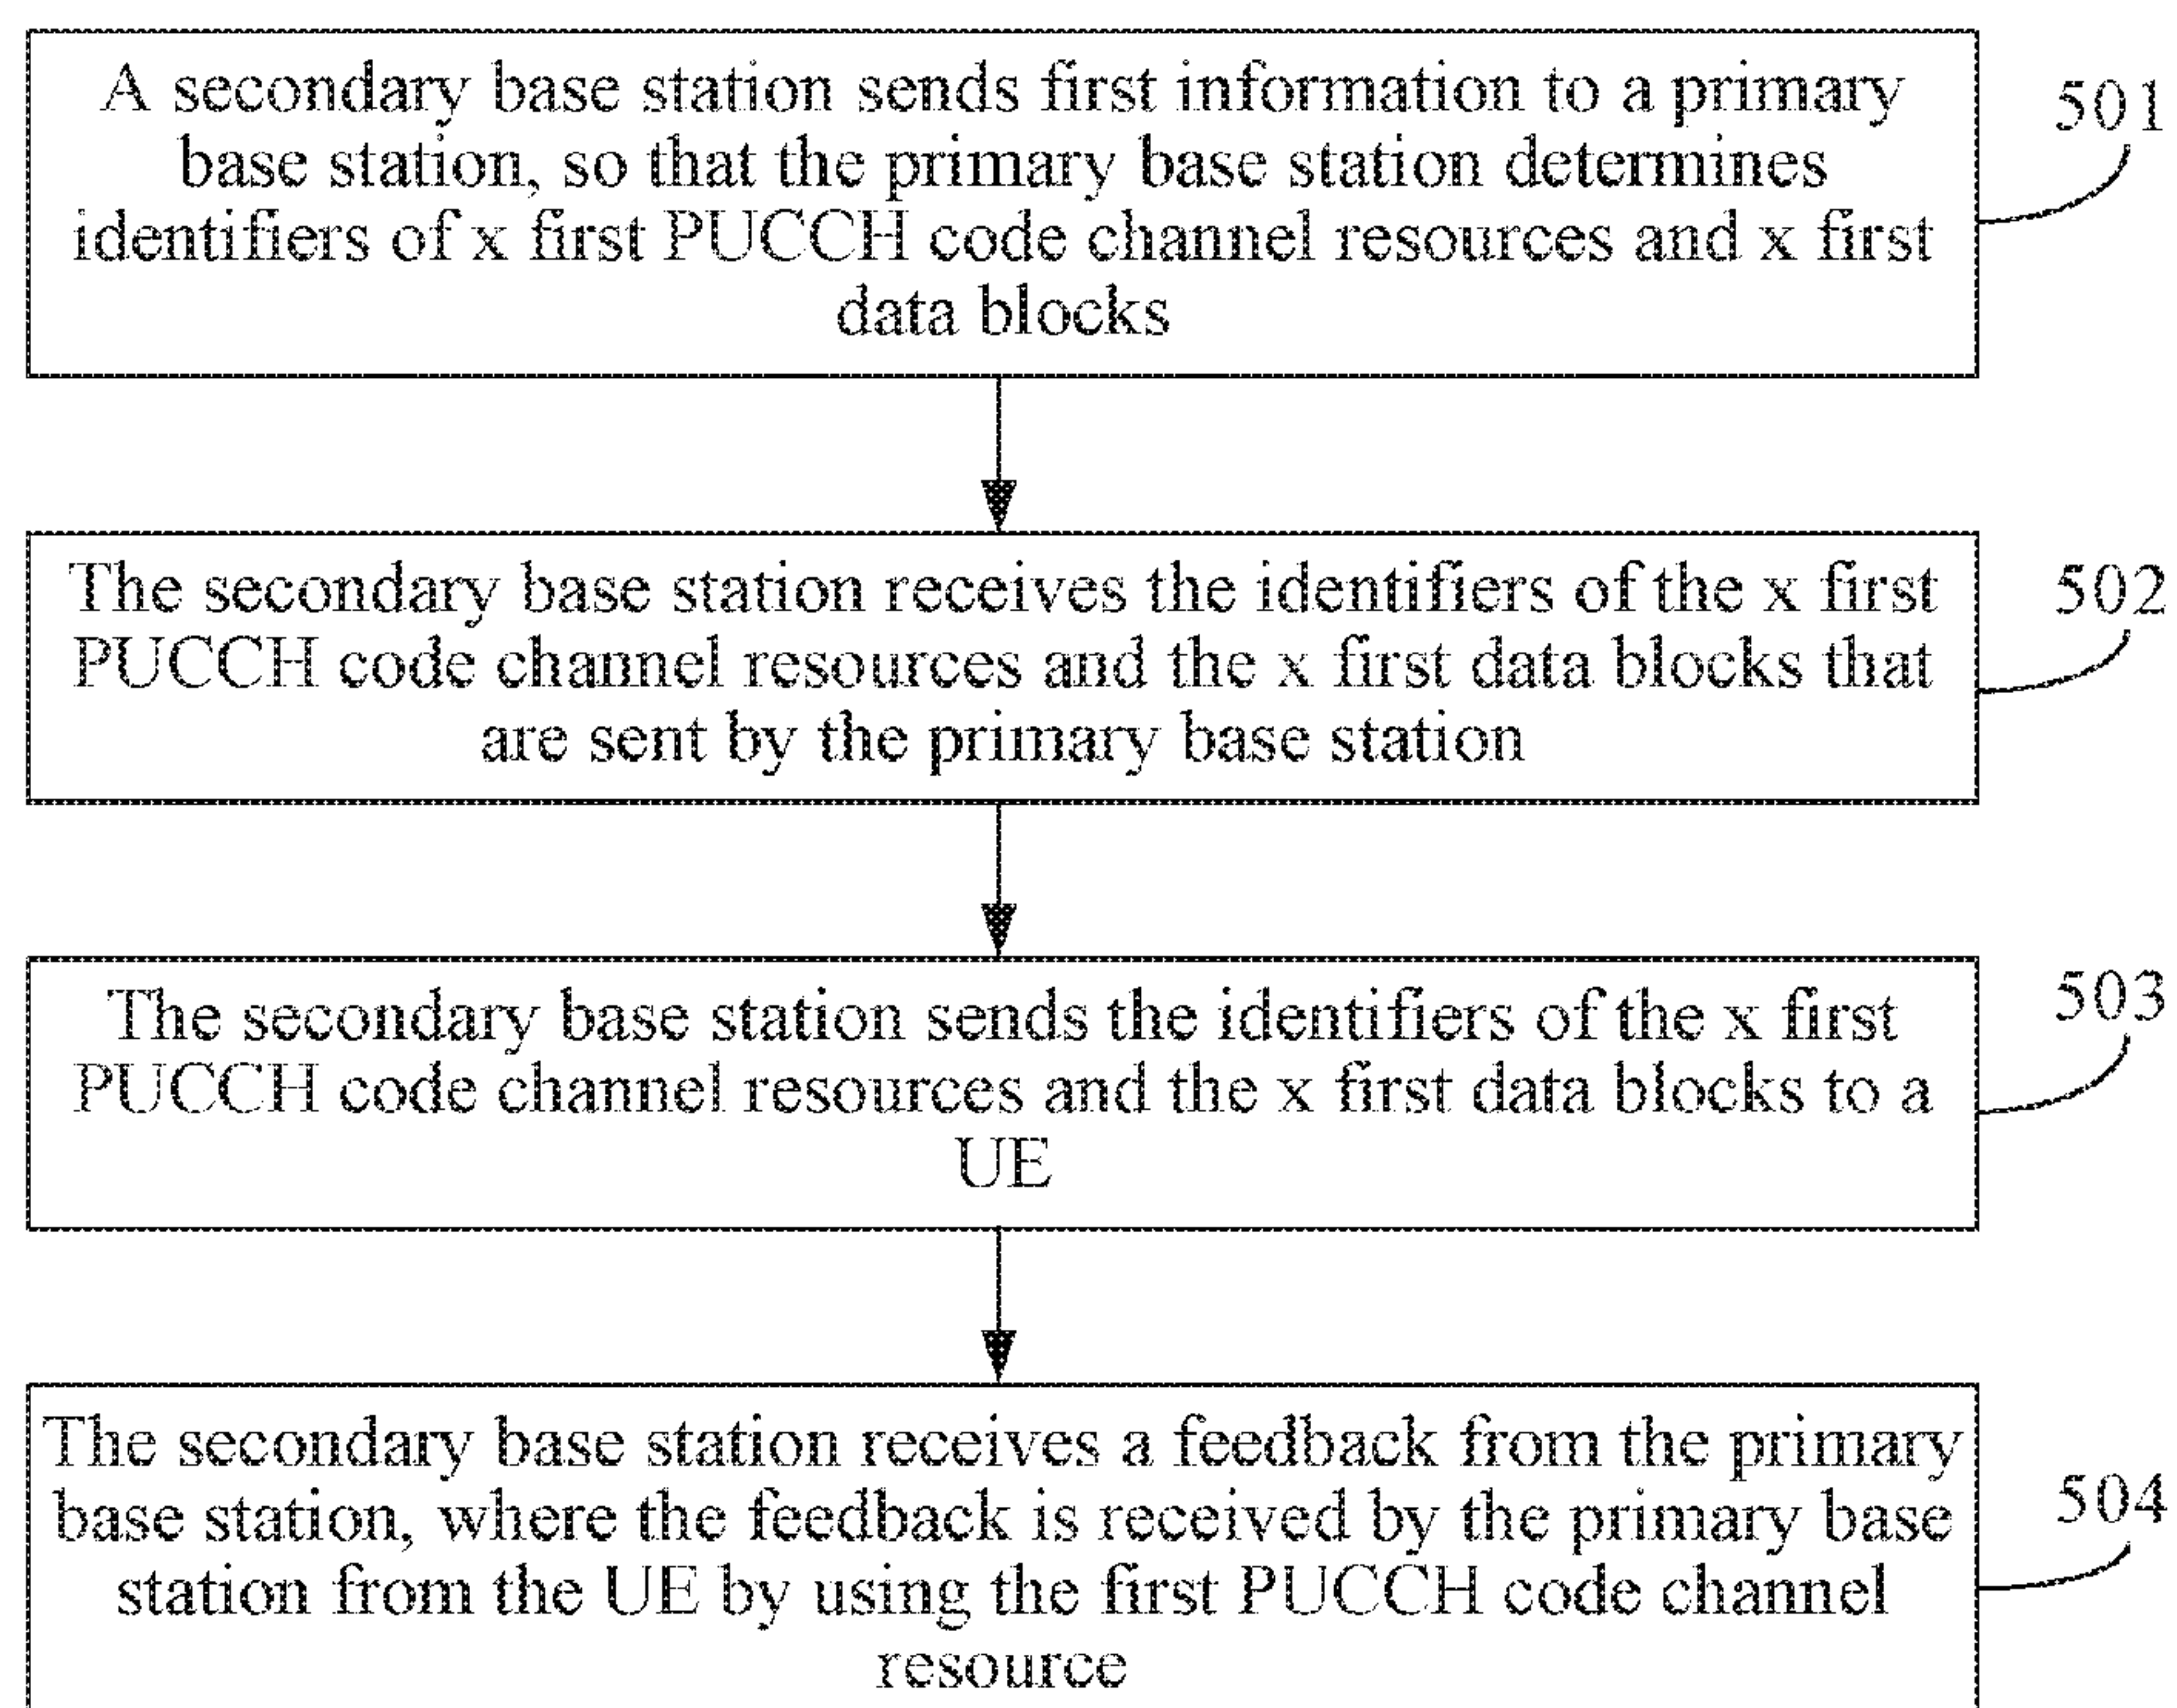 A secondary base station sends first information to a primary
base station, so that the primary base station determines
identifiers of x first PUCCH code channel resources and x first
data blocks
501
The secondary base station receives the identifiers of the x first
PUCCH code channel resources and the x first data blocks that
are sent by the primary base station
502
The secondary base station sends the identifiers of the x first
PUCCH code channel resources and the x first data blocks to a
UE
503
The secondary base station receives a feedback from the primary
base station, where the feedback is received by the primary base
station from the UE by using the first PUCCH code channel
resource
504